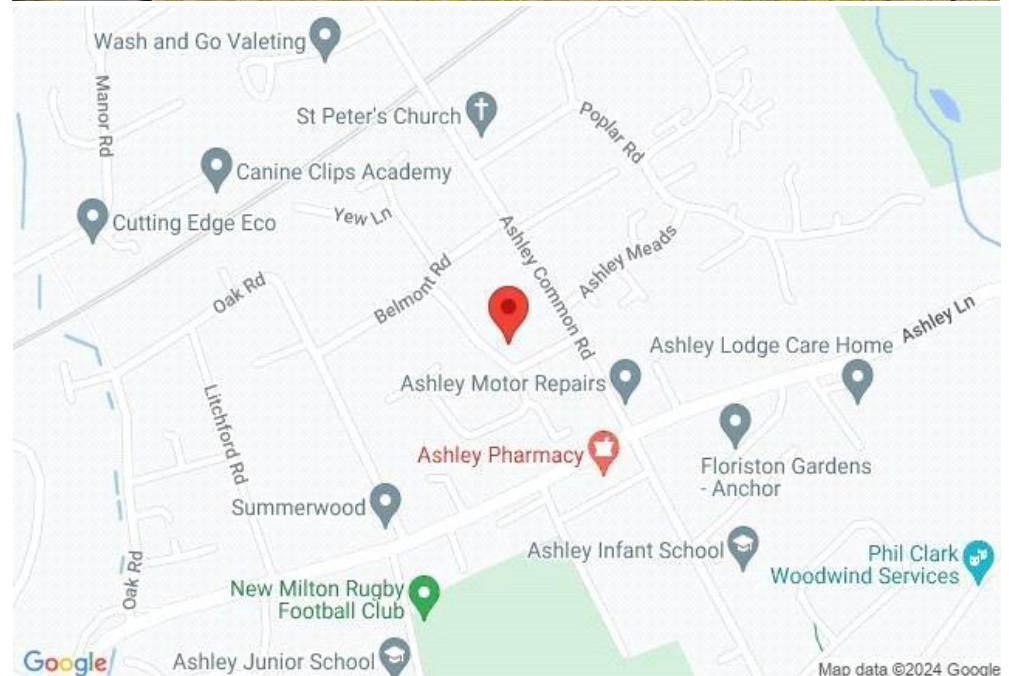 Wash and Go Valeting
Manor Rd
St Peter's Church
Poplar Rd
Canine Clips Academy
Yew Ln
Cutting Edge Eco
Ashley Common Rd
Ashley Meads
Belmont Rd
Oak Rd
Ashley Ln
Ashley Lodge Care Home
Ashley Motor Repairs
Litchford Rd
Ashley Pharmacy
Floriston Gardens
- Anchor
Summerwood
Ashley Infant School
Phil Clark
Woodwind Services
Oak Rd
New Milton Rugby
Football Club
Ashley Junior School
Google
Map data ©2024 Google